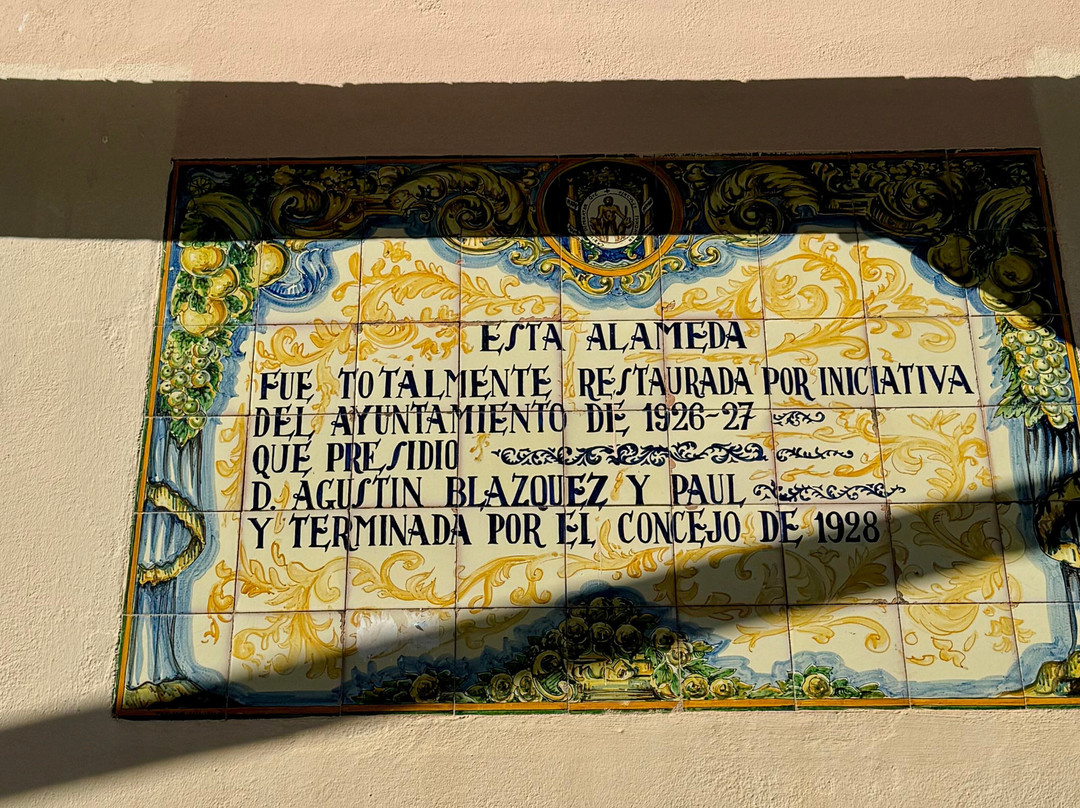 ESTA ALAMEDA
FUE TOTALMENTE RESTAURADA POR INICIATIVA
DEL AYUNTAMIENTO DE 1926-27
QUE PRESIDIO
D. AGUSTIN BLAZQUEZ Y PAUL
Y TERMINADA POR EL CONCEJO DE 1928